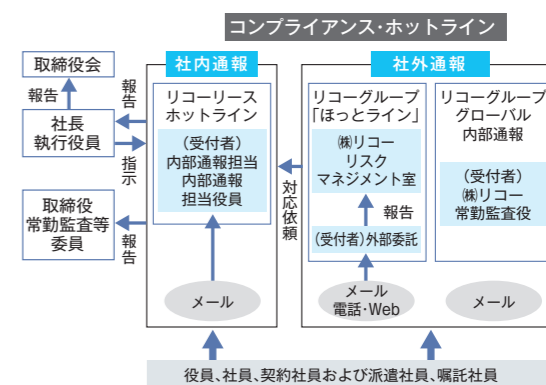 コンプライアンス・ホットライン
社内通報
社外通報
取締役会
報告
社長
執行役員
報告
指示
取締役
常勤監査等
委員
報告
リコーリース
ホットライン
(受付者)
内部通報担当
内部通報
担当役員
メール
対応依頼
リコーグループ
「ほっとライン」
㈱リコー
リスク
マネジメント室
報告
(受付者)外部委託
メール
電話・Web
リコーグループ
グローバル
内部通報
(受付者)
㈱リコー
常勤監査役
メール
役員、社員、契約社員および派遣社員、嘱託社員